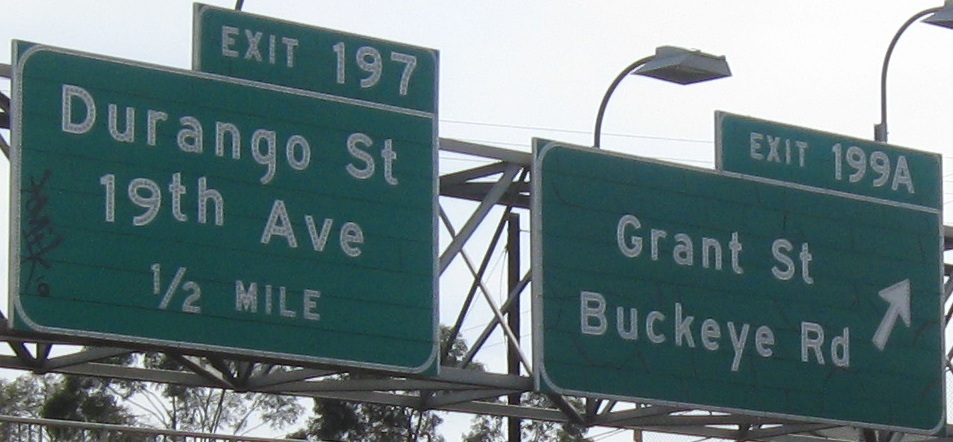 EXIT 197
Durango St
19th Ave
1/2 MILE
EXIT 199A
Grant St
Buckeye Rd